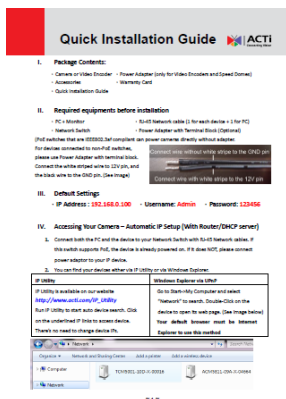 Quick Installation Guide ACTi
Connecting Vision
I. Package Contents:
- Camera or Video Encoder - Power Adapter (only for Video Encoders and Speed Domes)
- Accessories - Warranty Card
- Quick Installation Guide
II. Required equipments before installation
- PC + Monitor - RJ-45 Network cable (1 for each device + 1 for PC)
- Network Switch - Power Adapter with Terminal Block (Optional)
(PoE switches that are IEEE802.3af compliant can power cameras directly without adapter.
For devices connected to non-PoE switches,
please use Power Adapter with terminal block.
Connect the white striped wire to 12V pin, and
the black wire to GND pin. (See image)
Connect wire without white stripe to the GND pin
Connect wire with white stripe to the 12V pin
III. Default Settings
- IP Address : 192.168.0.100 - Username: Admin - Password: 123456
IV. Accessing Your Camera – Automatic IP Setup (With Router/DHCP server)
1. Connect both the PC and the device to your Network Switch with RJ-45 Network cables. If
this switch supports PoE, the device is already powered on. If it does NOT, please connect
power adaptor to your IP device.
2. You can find your devices either via IP Utility or via Windows Explorer.
IP Utility
IP Utility is available on our website
http://www.acti.com/IP_Utility
Run IP Utility to start auto device search. Click
on the underlined IP links to access device.
There's no need to change device IPs.
Windows Explorer via UPnP
Go to Start->My Computer and select
"Network" to search. Double-Click on the
device to open its web page. (See image below)
Your default browser must be Internet
Explorer to use this method
Network
Organize Network and Sharing Center Add a printer Add a wireless device
Computer
Network